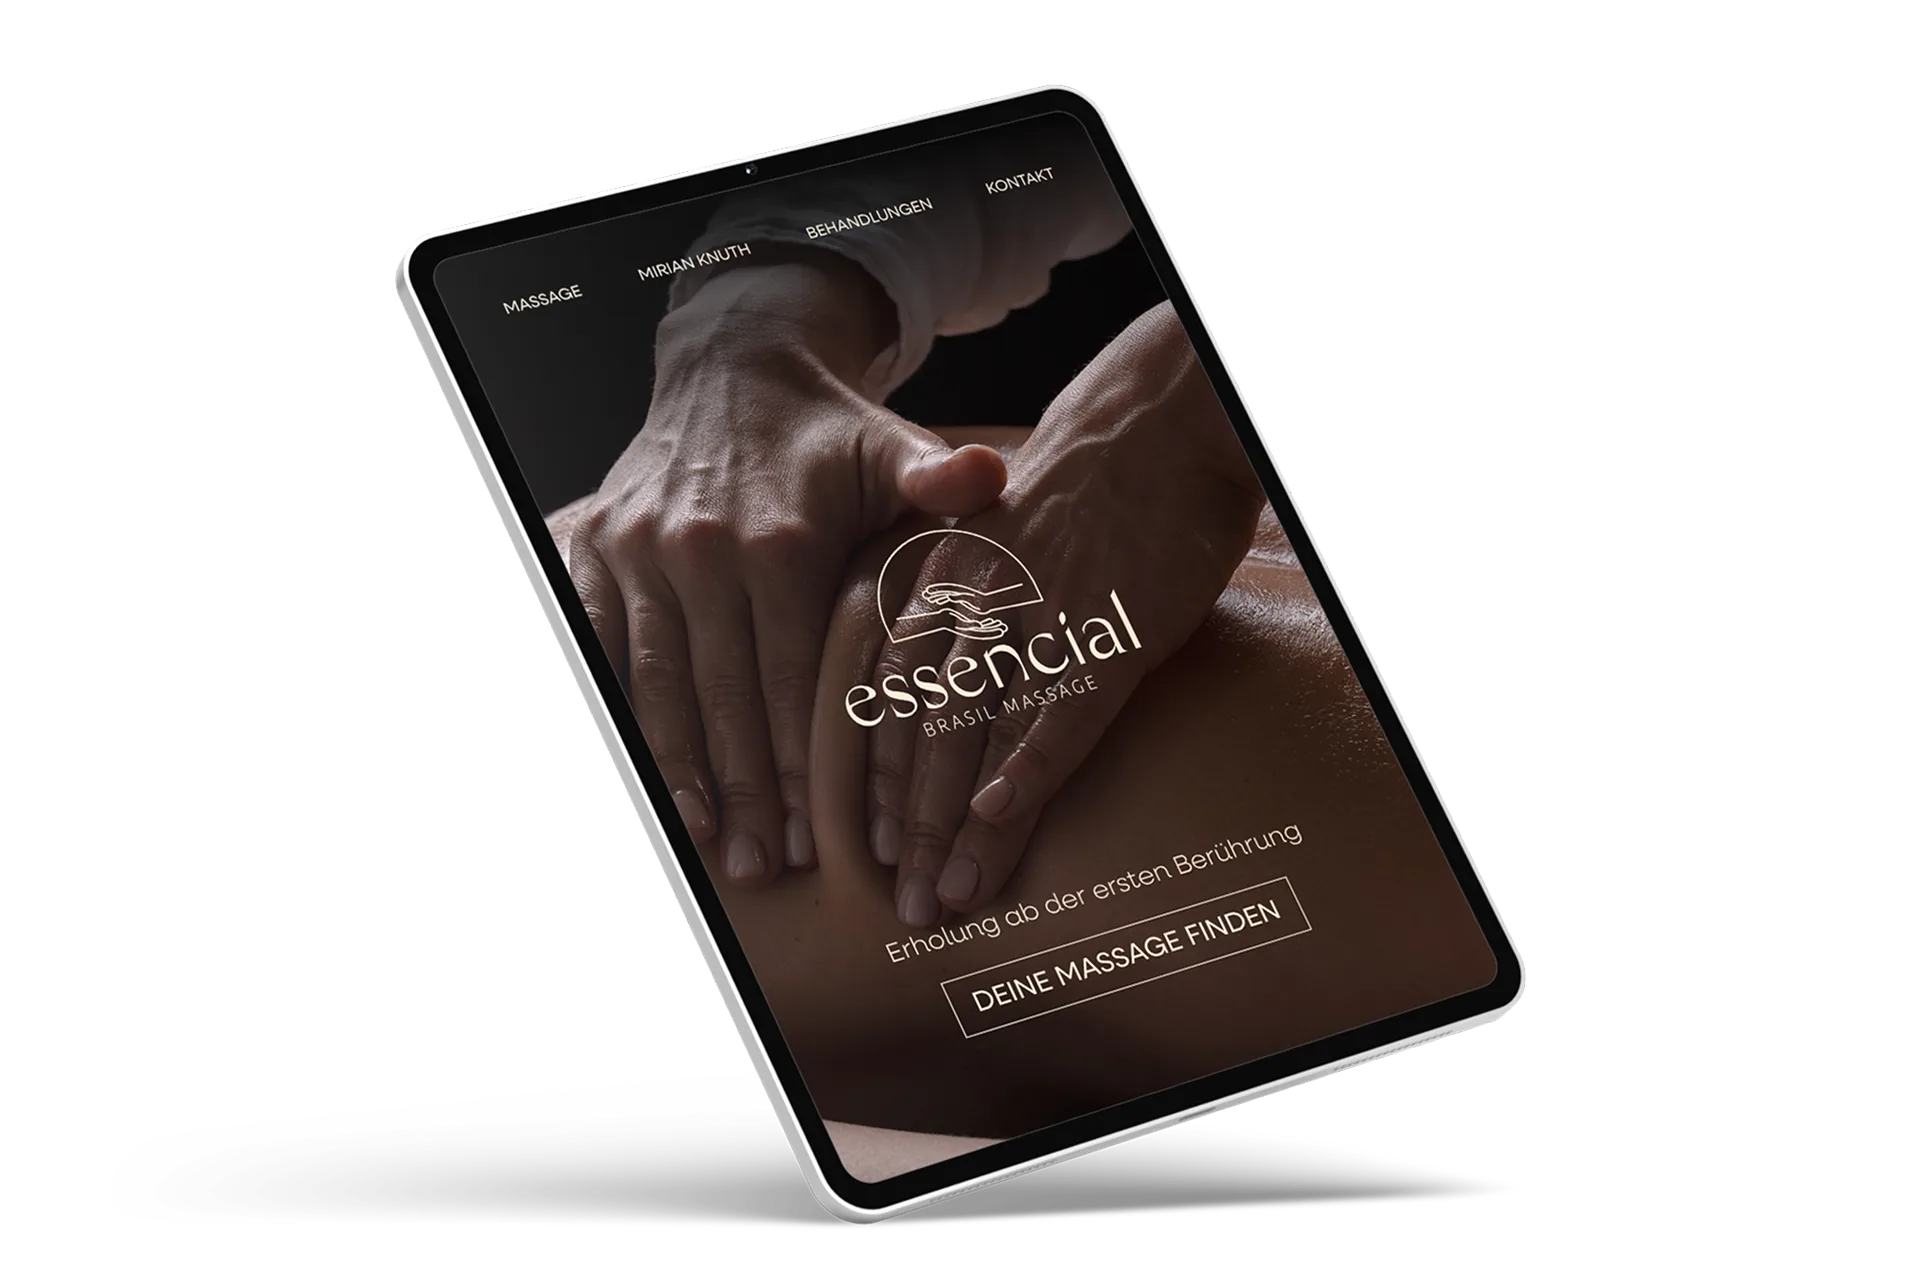 MASSAGE
MIRIAN KNUTH
BEHANDLUNGEN
KONTAKT
essencial
BRASIL MASSAGE
Erholung ab der ersten Berührung
DEINE MASSAGE FINDEN